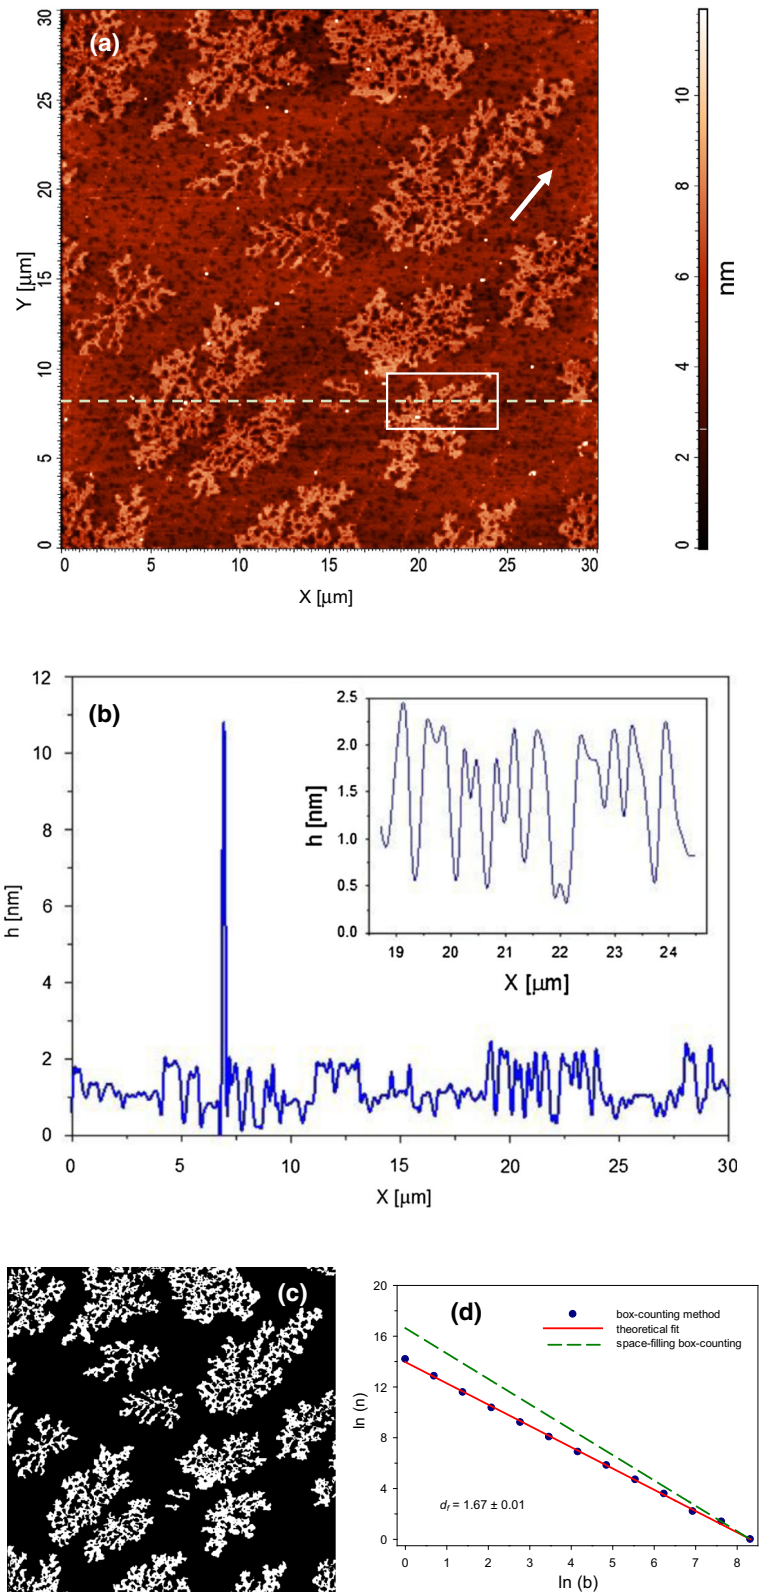 (a)
30
25
20
15
10
5
0
Y [μm]
0 5 10 15 20 25 30
X [μm]
10
8
6
4
2
0
nm
(b)
12
10
8
6
4
2
0
h [nm]
0 5 10 15 20 25 30
X [μm]
2.5
2.0
1.5
1.0
0.5
0.0
h [nm]
19 20 21 22 23 24
X [μm]
(c)
(d)
20
16
12
8
4
0
ln (n)
box-counting method
theoretical fit
space-filling box-counting
df = 1.67 ± 0.01
0 1 2 3 4 5 6 7 8
ln (b)